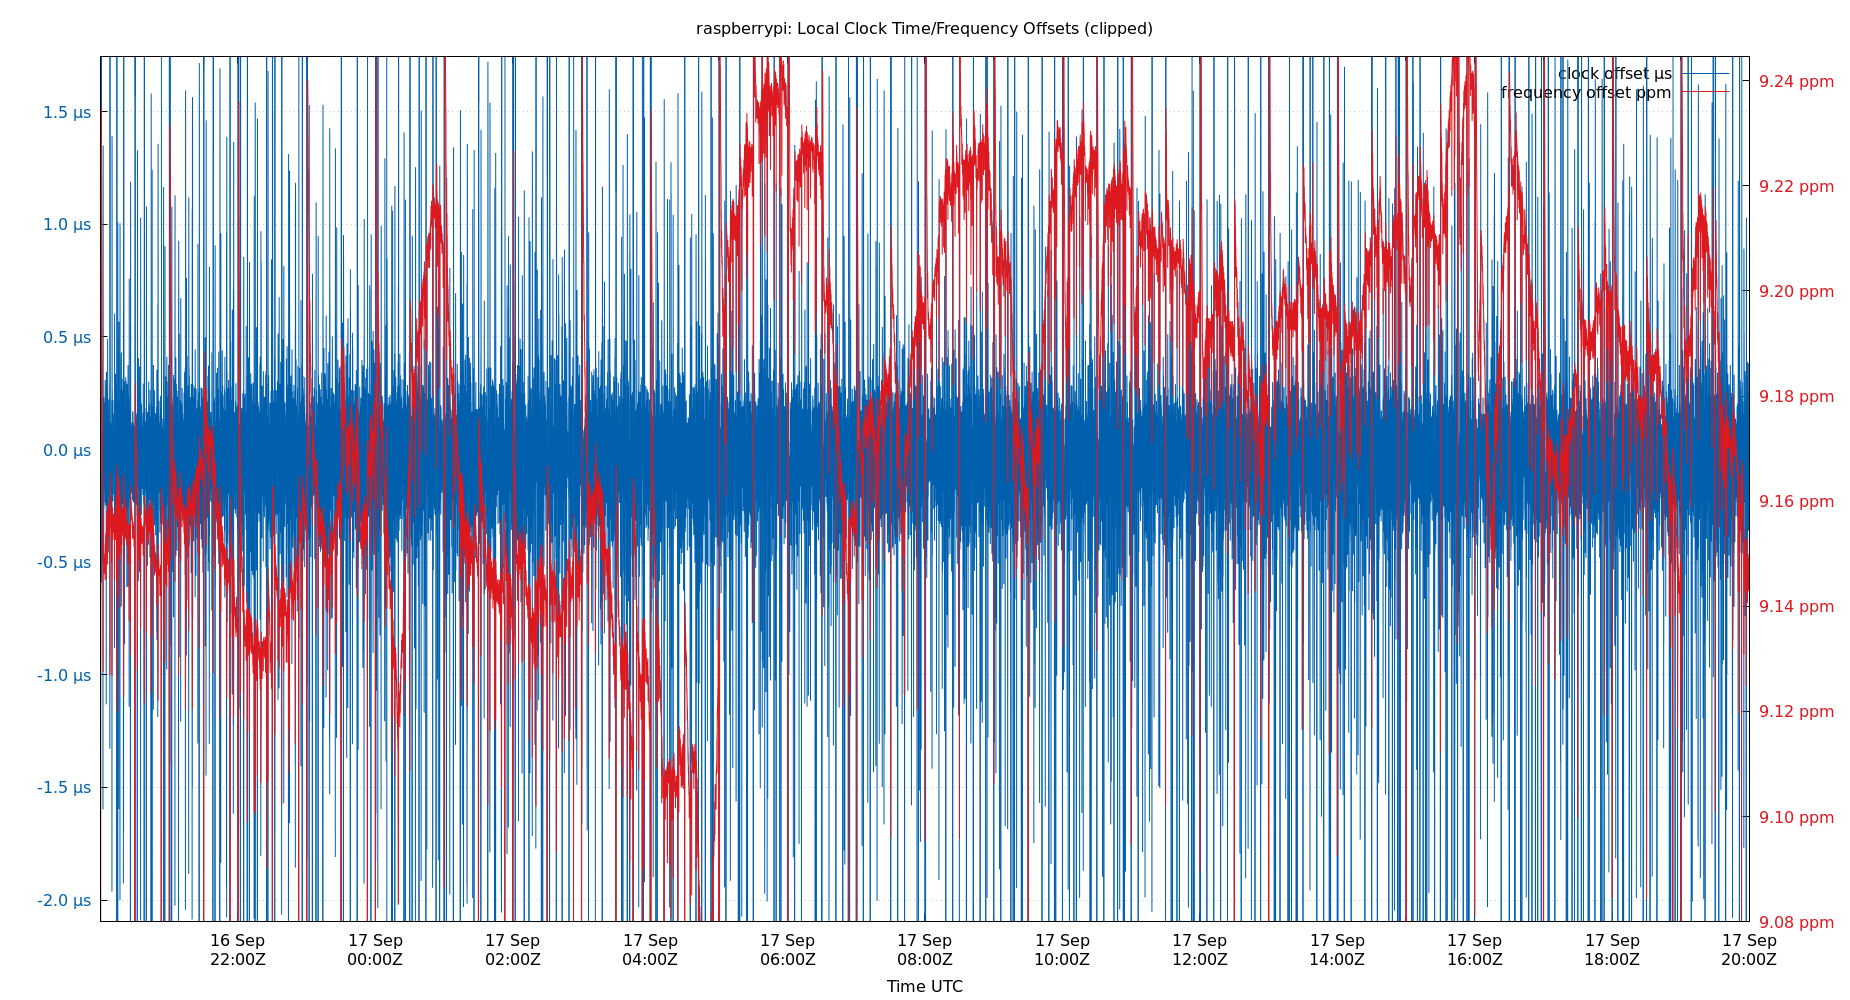 raspberrypi: Local Clock Time/Frequency Offsets (clipped)
clock offset µs
frequency offset ppm
1.5 µs
1.0 µs
0.5 µs
0.0 µs
-0.5 µs
-1.0 µs
-1.5 µs
-2.0 µs
9.24 ppm
9.22 ppm
9.20 ppm
9.18 ppm
9.16 ppm
9.14 ppm
9.12 ppm
9.10 ppm
9.08 ppm
16 Sep 17 Sep 17 Sep 17 Sep 17 Sep 17 Sep 17 Sep 17 Sep 17 Sep 17 Sep 17 Sep 17 Sep
22:00Z 00:00Z 02:00Z 04:00Z 06:00Z 08:00Z 10:00Z 12:00Z 14:00Z 16:00Z 18:00Z 20:00Z
Time UTC